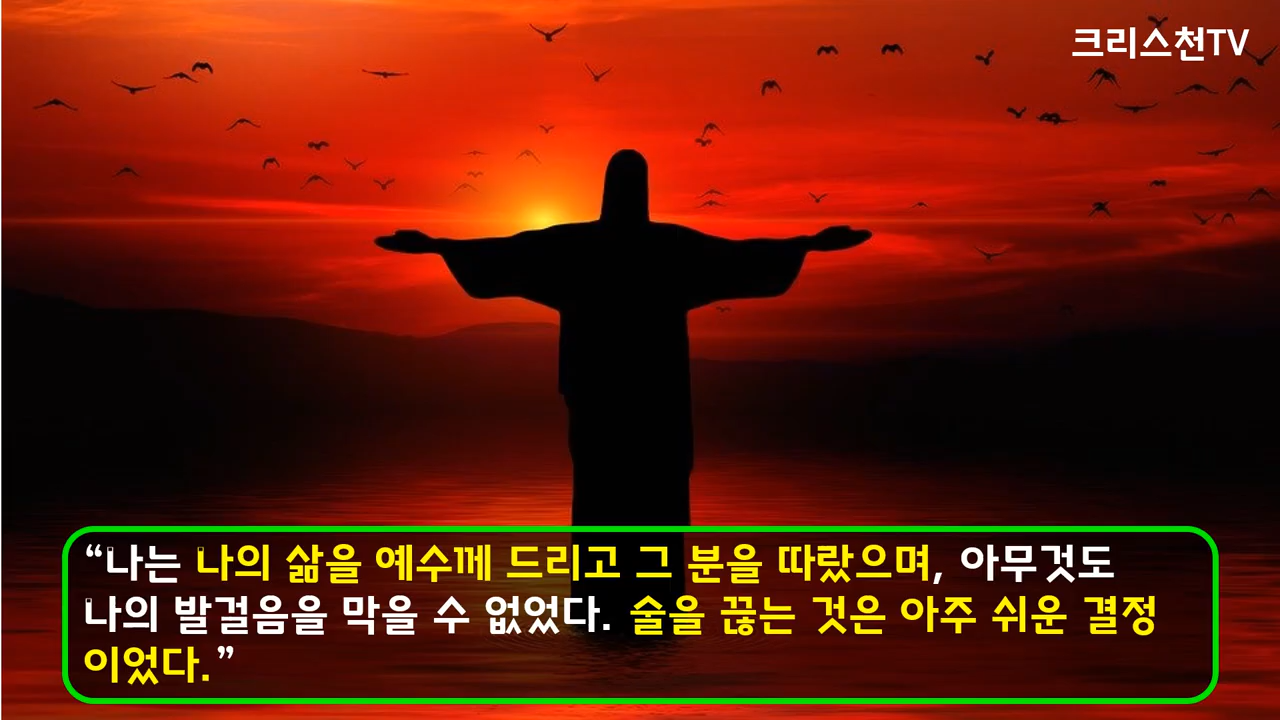 크리스천TV
“나는 나의 삶을 예수께 드리고 그 분을 따랐으며, 아무것도
나의 발걸음을 막을 수 없었다. 술을 끊는 것은 아주 쉬운 결정
이었다.”